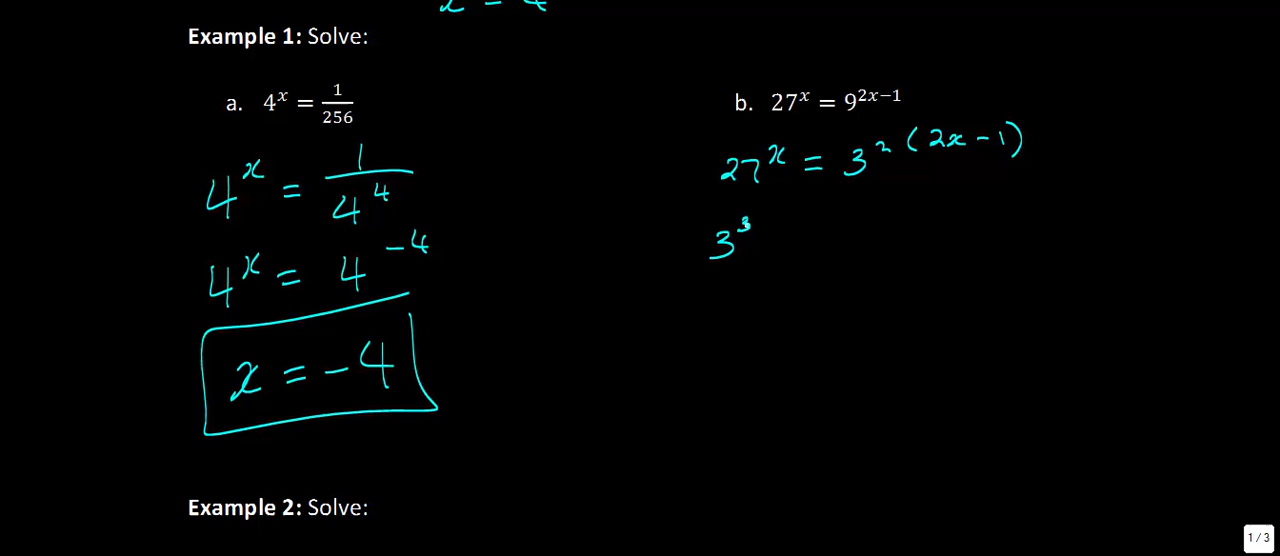 x = 4
Example 1: Solve:
a. 4^x = 1/256
4^x = 1/4^4
4^x = 4^-4
x = -4
b. 27^x = 9^2x-1
27^x = 3^2(2x-1)
3^3
Example 2: Solve:
1/3